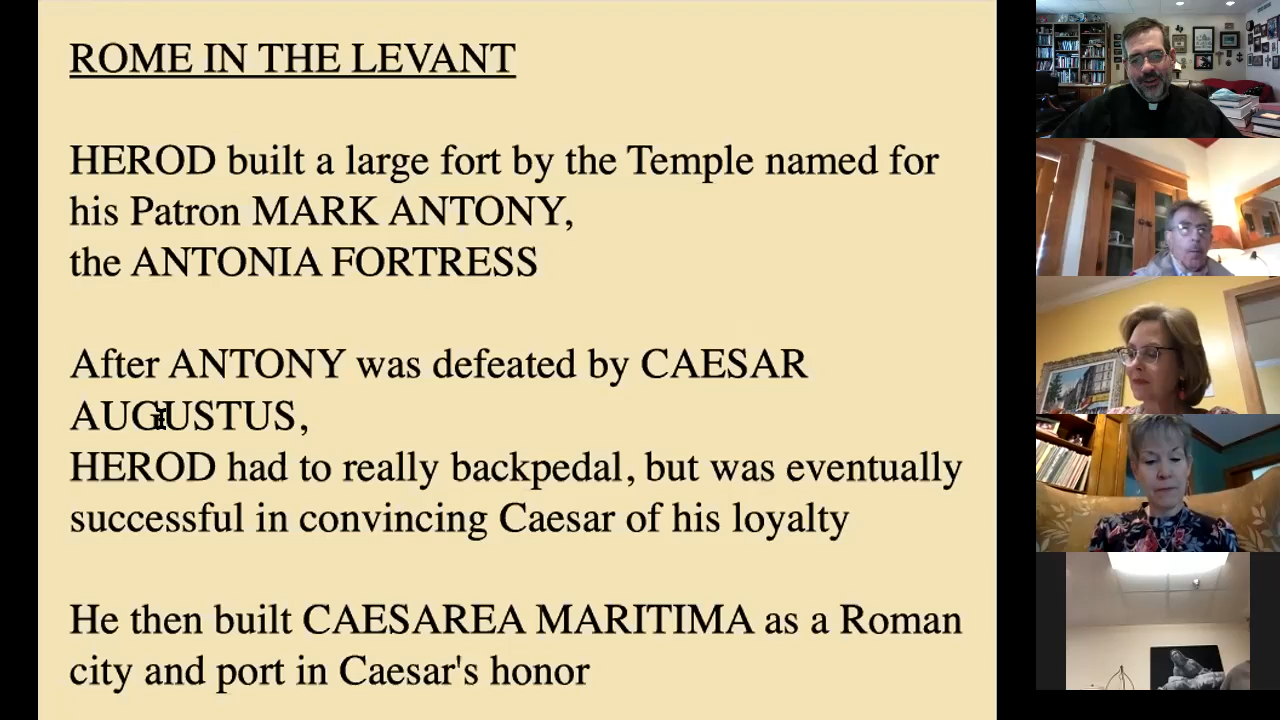 ROME IN THE LEVANT
HEROD built a large fort by the Temple named for
his Patron MARK ANTONY,
the ANTONIA FORTRESS
After ANTONY was defeated by CAESAR
AUGUSTUS,
HEROD had to really backpedal, but was eventually
successful in convincing Caesar of his loyalty
He then built CAESAREA MARITIMA as a Roman
city and port in Caesar's honor